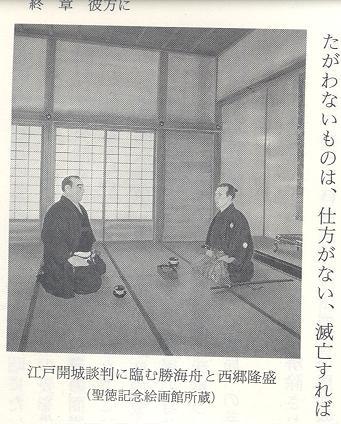 終章 彼方に
たがわないものは、仕方がない、滅亡すれば
江戸開城談判に臨む勝海舟と西郷隆盛
(聖徳記念絵画館所蔵)